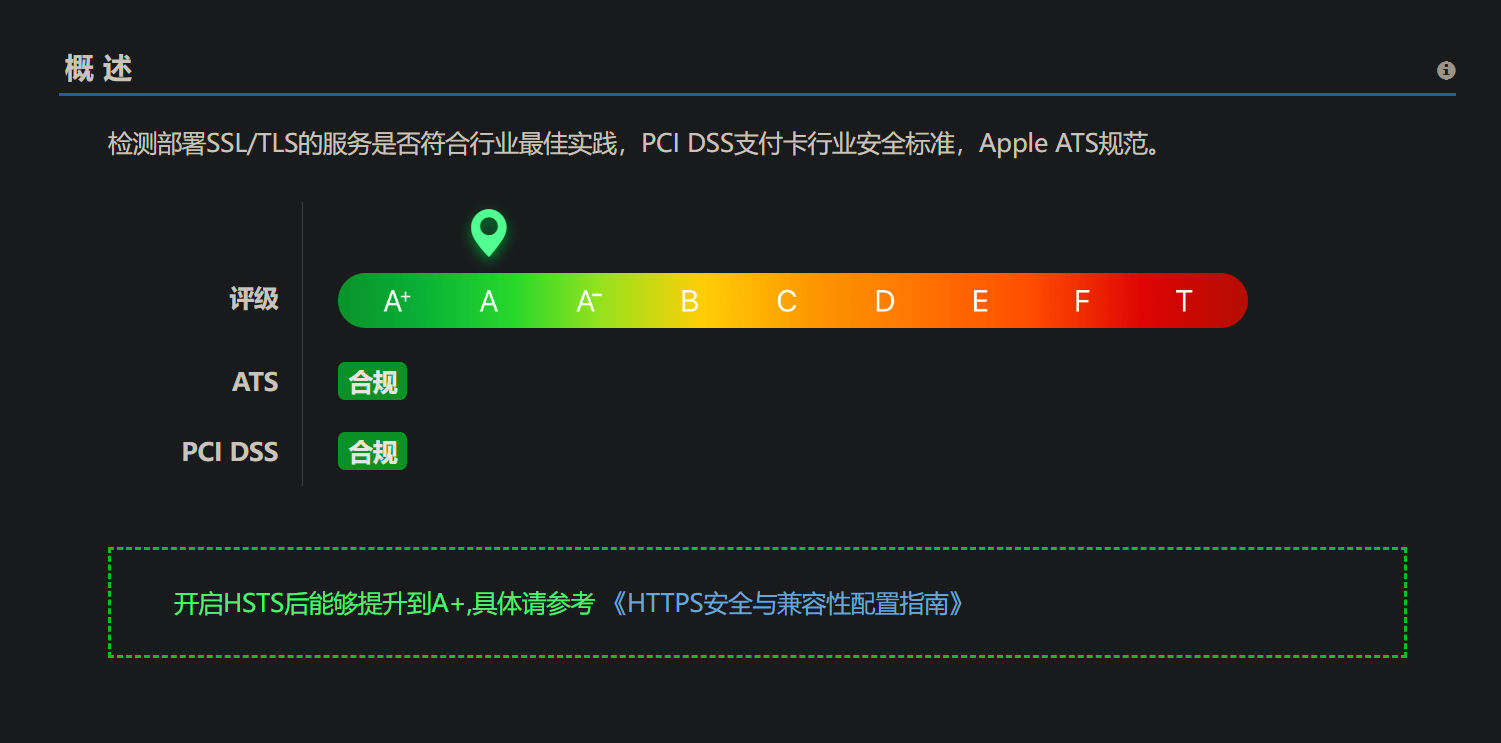 概 述
检测部署SSL/TLS的服务是否符合行业最佳实践，PCI DSS支付卡行业安全标准，Apple ATS规范。
评级 A+ A A- B C D E F T
ATS 合规
PCI DSS 合规
开启HSTS后能够提升到A+,具体请参考 《HTTPS安全与兼容性配置指南》